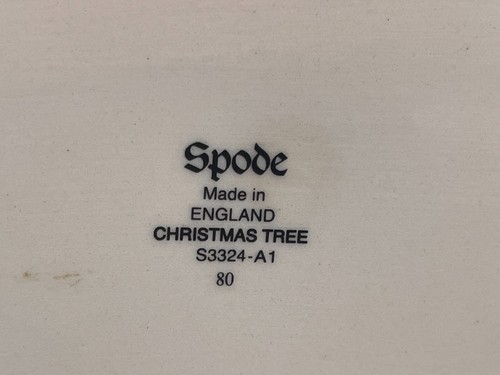 Spode
Made in
ENGLAND
CHRISTMAS TREE
S3324-A1
80